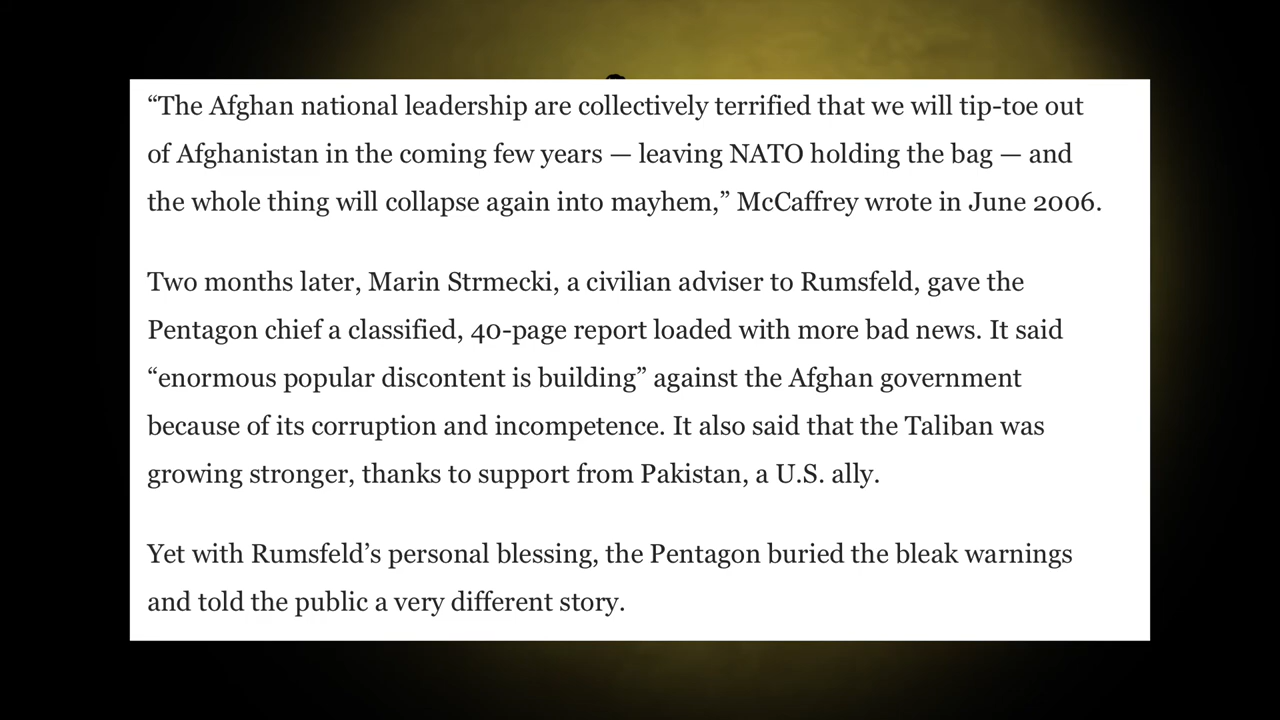 “The Afghan national leadership are collectively terrified that we will tip-toe out
of Afghanistan in the coming few years — leaving NATO holding the bag — and
the whole thing will collapse again into mayhem,” McCaffrey wrote in June 2006.
Two months later, Marin Strmecki, a civilian adviser to Rumsfeld, gave the
Pentagon chief a classified, 40-page report loaded with more bad news. It said
“enormous popular discontent is building” against the Afghan government
because of its corruption and incompetence. It also said that the Taliban was
growing stronger, thanks to support from Pakistan, a U.S. ally.
Yet with Rumsfeld’s personal blessing, the Pentagon buried the bleak warnings
and told the public a very different story.